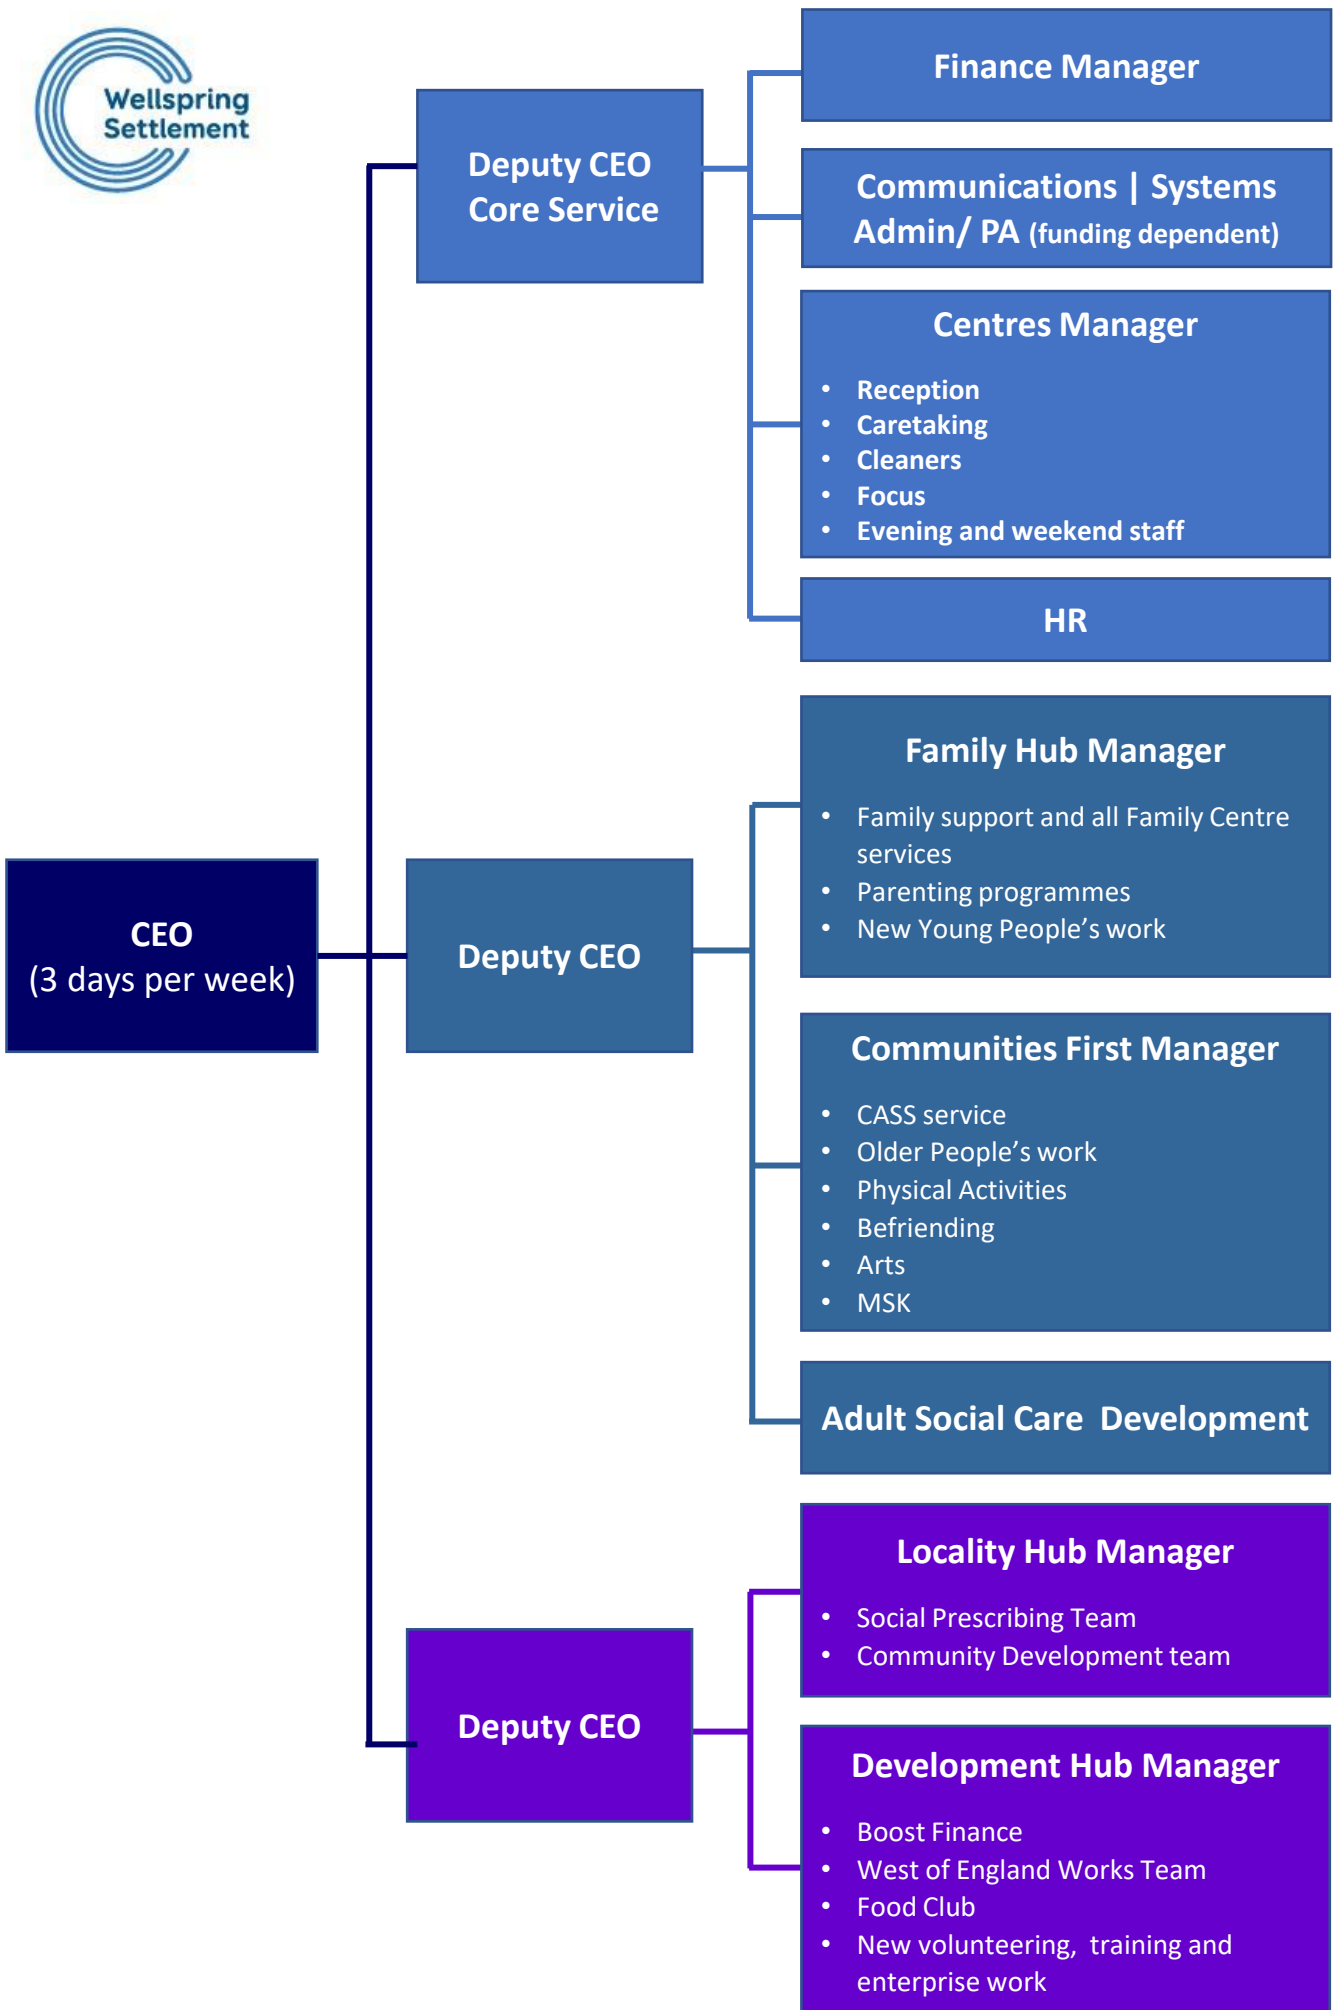 Wellspring
Settlement
Finance Manager
Deputy CEO
Core Service
Communications | Systems
Admin/ PA (funding dependent)
Centres Manager
• Reception
• Caretaking
• Cleaners
• Focus
• Evening and weekend staff
HR
Family Hub Manager
• Family support and all Family Centre
services
• Parenting programmes
• New Young People’s work
CEO
(3 days per week)
Deputy CEO
Communities First Manager
• CASS service
• Older People’s work
• Physical Activities
• Befriending
• Arts
• MSK
Adult Social Care  Development
Locality Hub Manager
• Social Prescribing Team
• Community Development team
Deputy CEO
Development Hub Manager
• Boost Finance
• West of England Works Team
• Food Club
• New volunteering,  training and
enterprise work